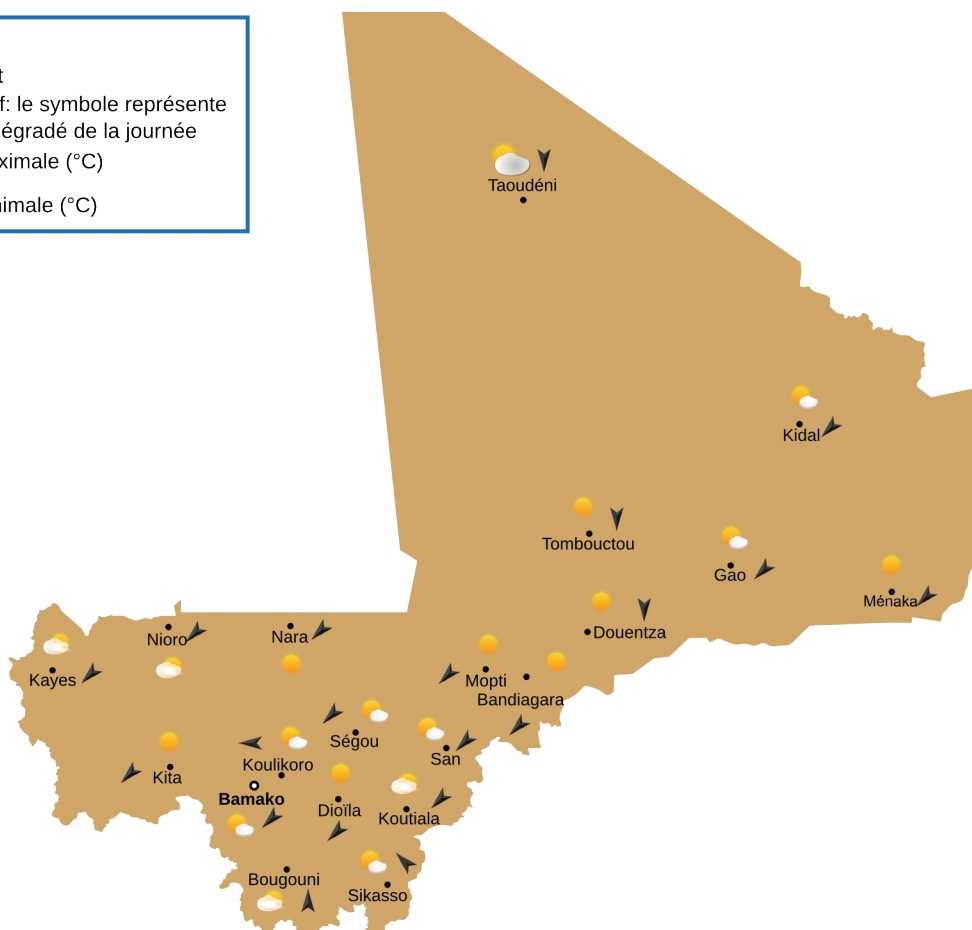 t
f: le symbole représente
égradé de la journée
ximale (°C)
imale (°C)
Taoudéni
Kidal
Tombouctou
Gao
Ménaka
Douentza
Nioro
Nara
Kayes
Mopti
Bandiagara
Ségou
San
Koulikoro
Kita
Bamako
Dioïla
Koutiala
Bougouni
Sikasso